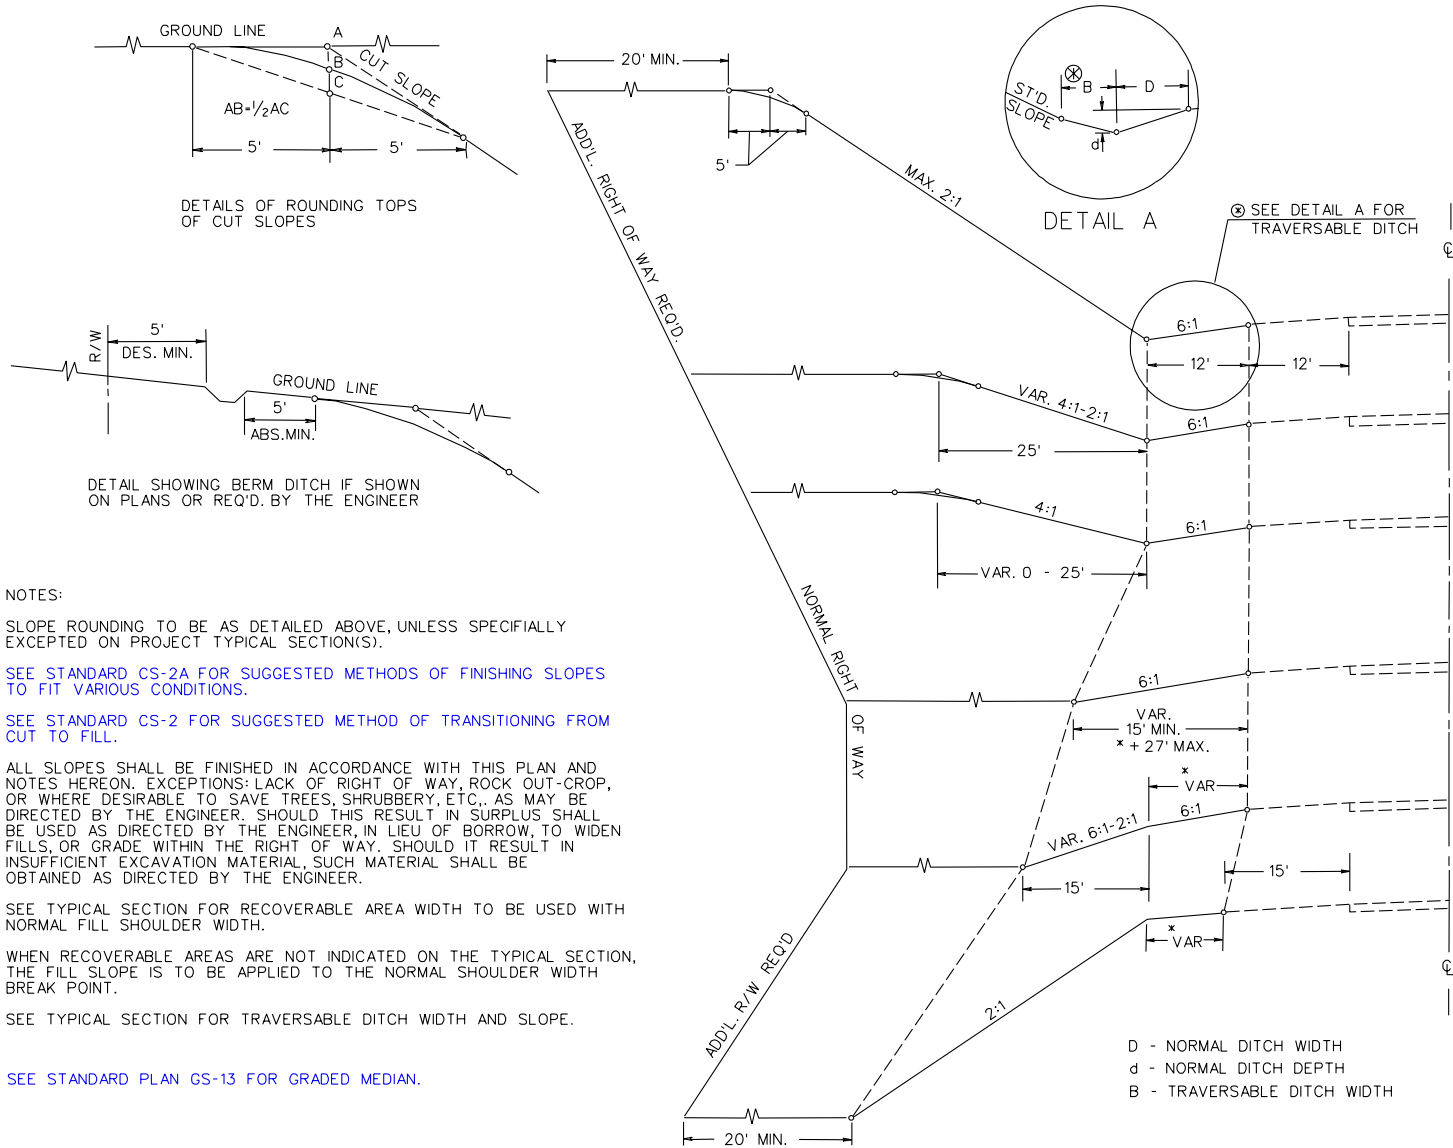 GROUND LINE
A
B
C
CUT SLOPE
AB=1/2AC
5'
5'
DETAILS OF ROUNDING TOPS
OF CUT SLOPES
R/W
5'
DES. MIN.
GROUND LINE
5'
ABS.MIN.
DETAIL SHOWING BERM DITCH IF SHOWN
ON PLANS OR REQ'D. BY THE ENGINEER
NOTES:
SLOPE ROUNDING TO BE AS DETAILED ABOVE, UNLESS SPECIFIALLY
EXCEPTED ON PROJECT TYPICAL SECTION(S).
SEE STANDARD CS-2A FOR SUGGESTED METHODS OF FINISHING SLOPES
TO FIT VARIOUS CONDITIONS.
SEE STANDARD CS-2 FOR SUGGESTED METHOD OF TRANSITIONING FROM
CUT TO FILL.
ALL SLOPES SHALL BE FINISHED IN ACCORDANCE WITH THIS PLAN AND
NOTES HEREON. EXCEPTIONS: LACK OF RIGHT OF WAY, ROCK OUT-CROP,
OR WHERE DESIRABLE TO SAVE TREES, SHRUBBERY, ETC,. AS MAY BE
DIRECTED BY THE ENGINEER. SHOULD THIS RESULT IN SURPLUS SHALL
BE USED AS DIRECTED BY THE ENGINEER, IN LIEU OF BORROW, TO WIDEN
FILLS, OR GRADE WITHIN THE RIGHT OF WAY. SHOULD IT RESULT IN
INSUFFICIENT EXCAVATION MATERIAL, SUCH MATERIAL SHALL BE
OBTAINED AS DIRECTED BY THE ENGINEER.
SEE TYPICAL SECTION FOR RECOVERABLE AREA WIDTH TO BE USED WITH
NORMAL FILL SHOULDER WIDTH.
WHEN RECOVERABLE AREAS ARE NOT INDICATED ON THE TYPICAL SECTION,
THE FILL SLOPE IS TO BE APPLIED TO THE NORMAL SHOULDER WIDTH
BREAK POINT.
SEE TYPICAL SECTION FOR TRAVERSABLE DITCH WIDTH AND SLOPE.
SEE STANDARD PLAN GS-13 FOR GRADED MEDIAN.
20' MIN.
5'
ADD'L. RIGHT OF WAY REQ'D.
MAX. 2:1
ST'D.
SLOPE
* B
D
d
DETAIL A
* SEE DETAIL A FOR
TRAVERSABLE DITCH
℄
6:1
12'
12'
VAR. 4:1-2:1
6:1
25'
4:1
6:1
VAR. 0 - 25'
NORMAL RIGHT
OF WAY
6:1
VAR.
15' MIN.
* + 27' MAX.
*
VAR
VAR. 6:1-2:1
6:1
15'
15'
*
VAR
ADD'L. R/W REQ'D
2:1
℄
20' MIN.
D - NORMAL DITCH WIDTH
d - NORMAL DITCH DEPTH
B - TRAVERSABLE DITCH WIDTH